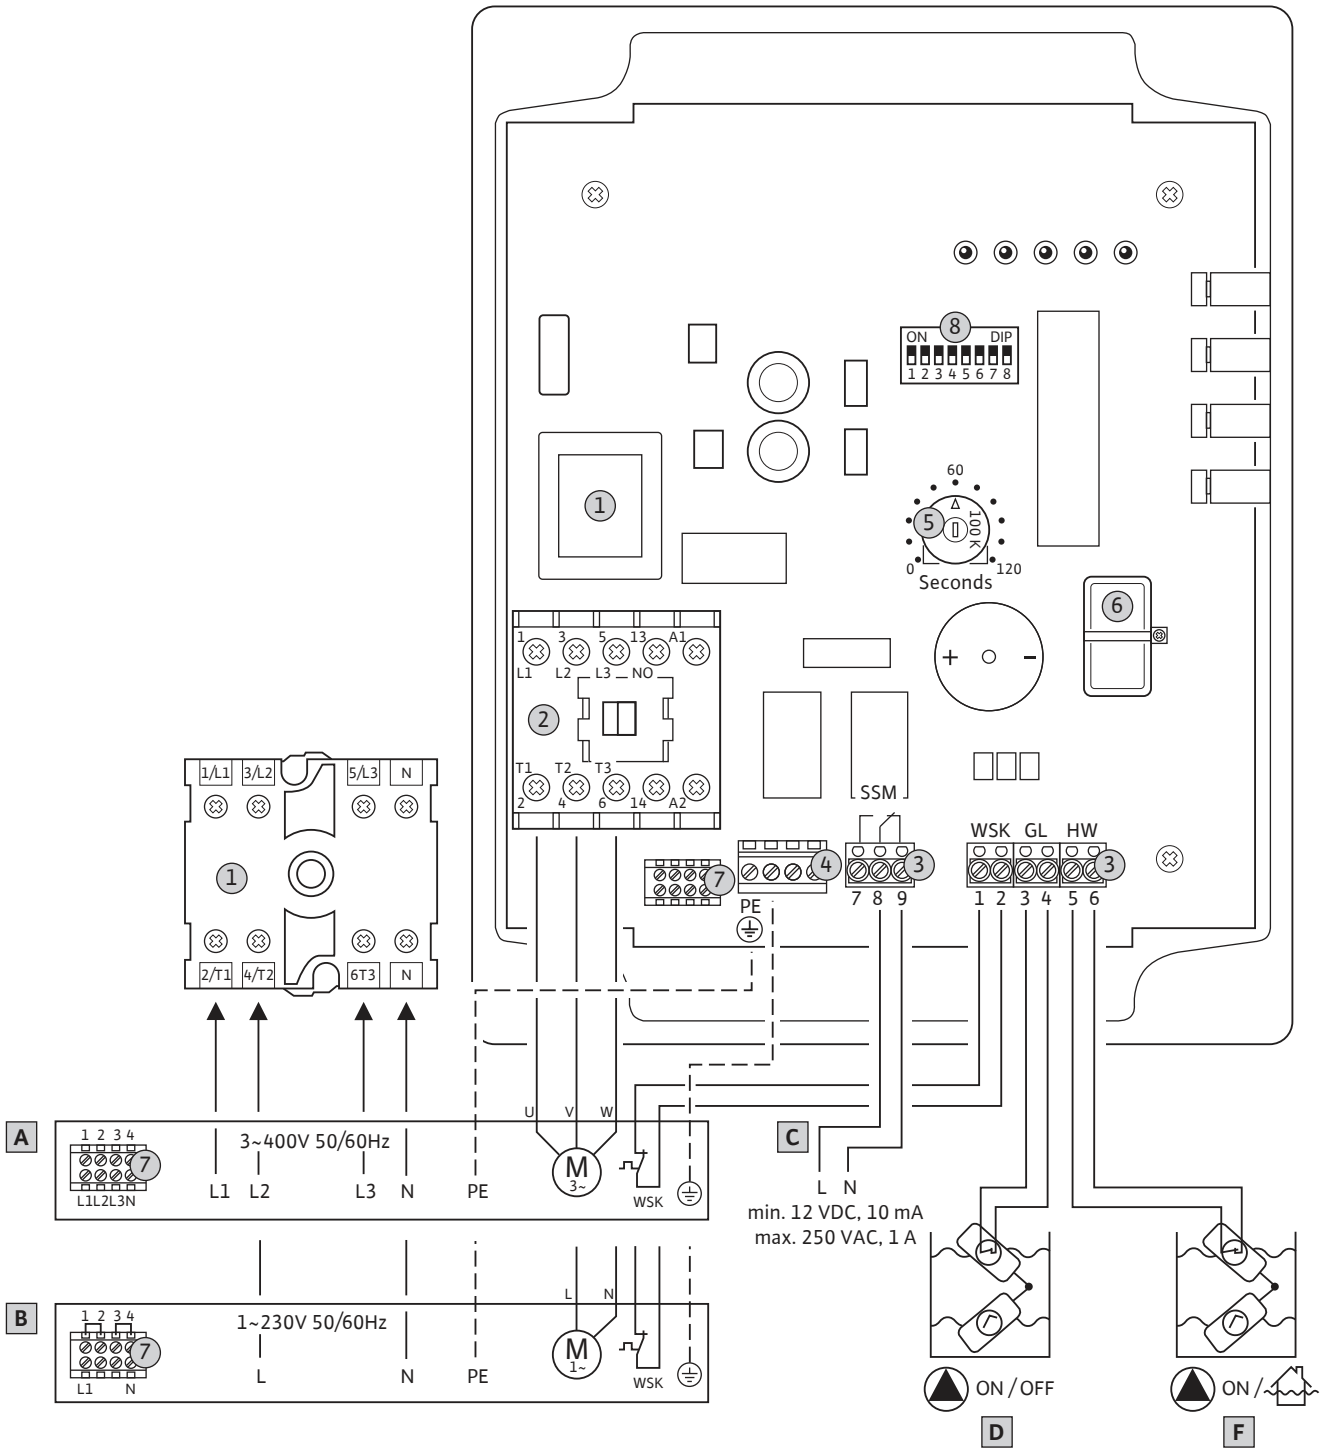 8
ON DIP
1 2 3 4 5 6 7 8
60
1
5
100 K
0 120
Seconds
6
1 3 5 13 A1
L1 L2 L3 NO
2
T1 T2 T3
2 4 6 14 A2
1/L1 3/L2 5/L3 N
SSM
+ −
WSK GL HW
1
7
4
3
3
PE
7 8 9
1 2 3 4 5 6
2/T1 4/T2 6T3 N
U V W
A
1 2 3 4
7
L1L2L3N
3~400V 50/60Hz
L1 L2 L3 N PE
M
3~
WSK
C
L N
min. 12 VDC, 10 mA
max. 250 VAC, 1 A
B
1 2 3 4
7
L1 N
1~230V 50/60Hz
L N PE
L N
M
1~
WSK
ON / OFF
D
ON /
F